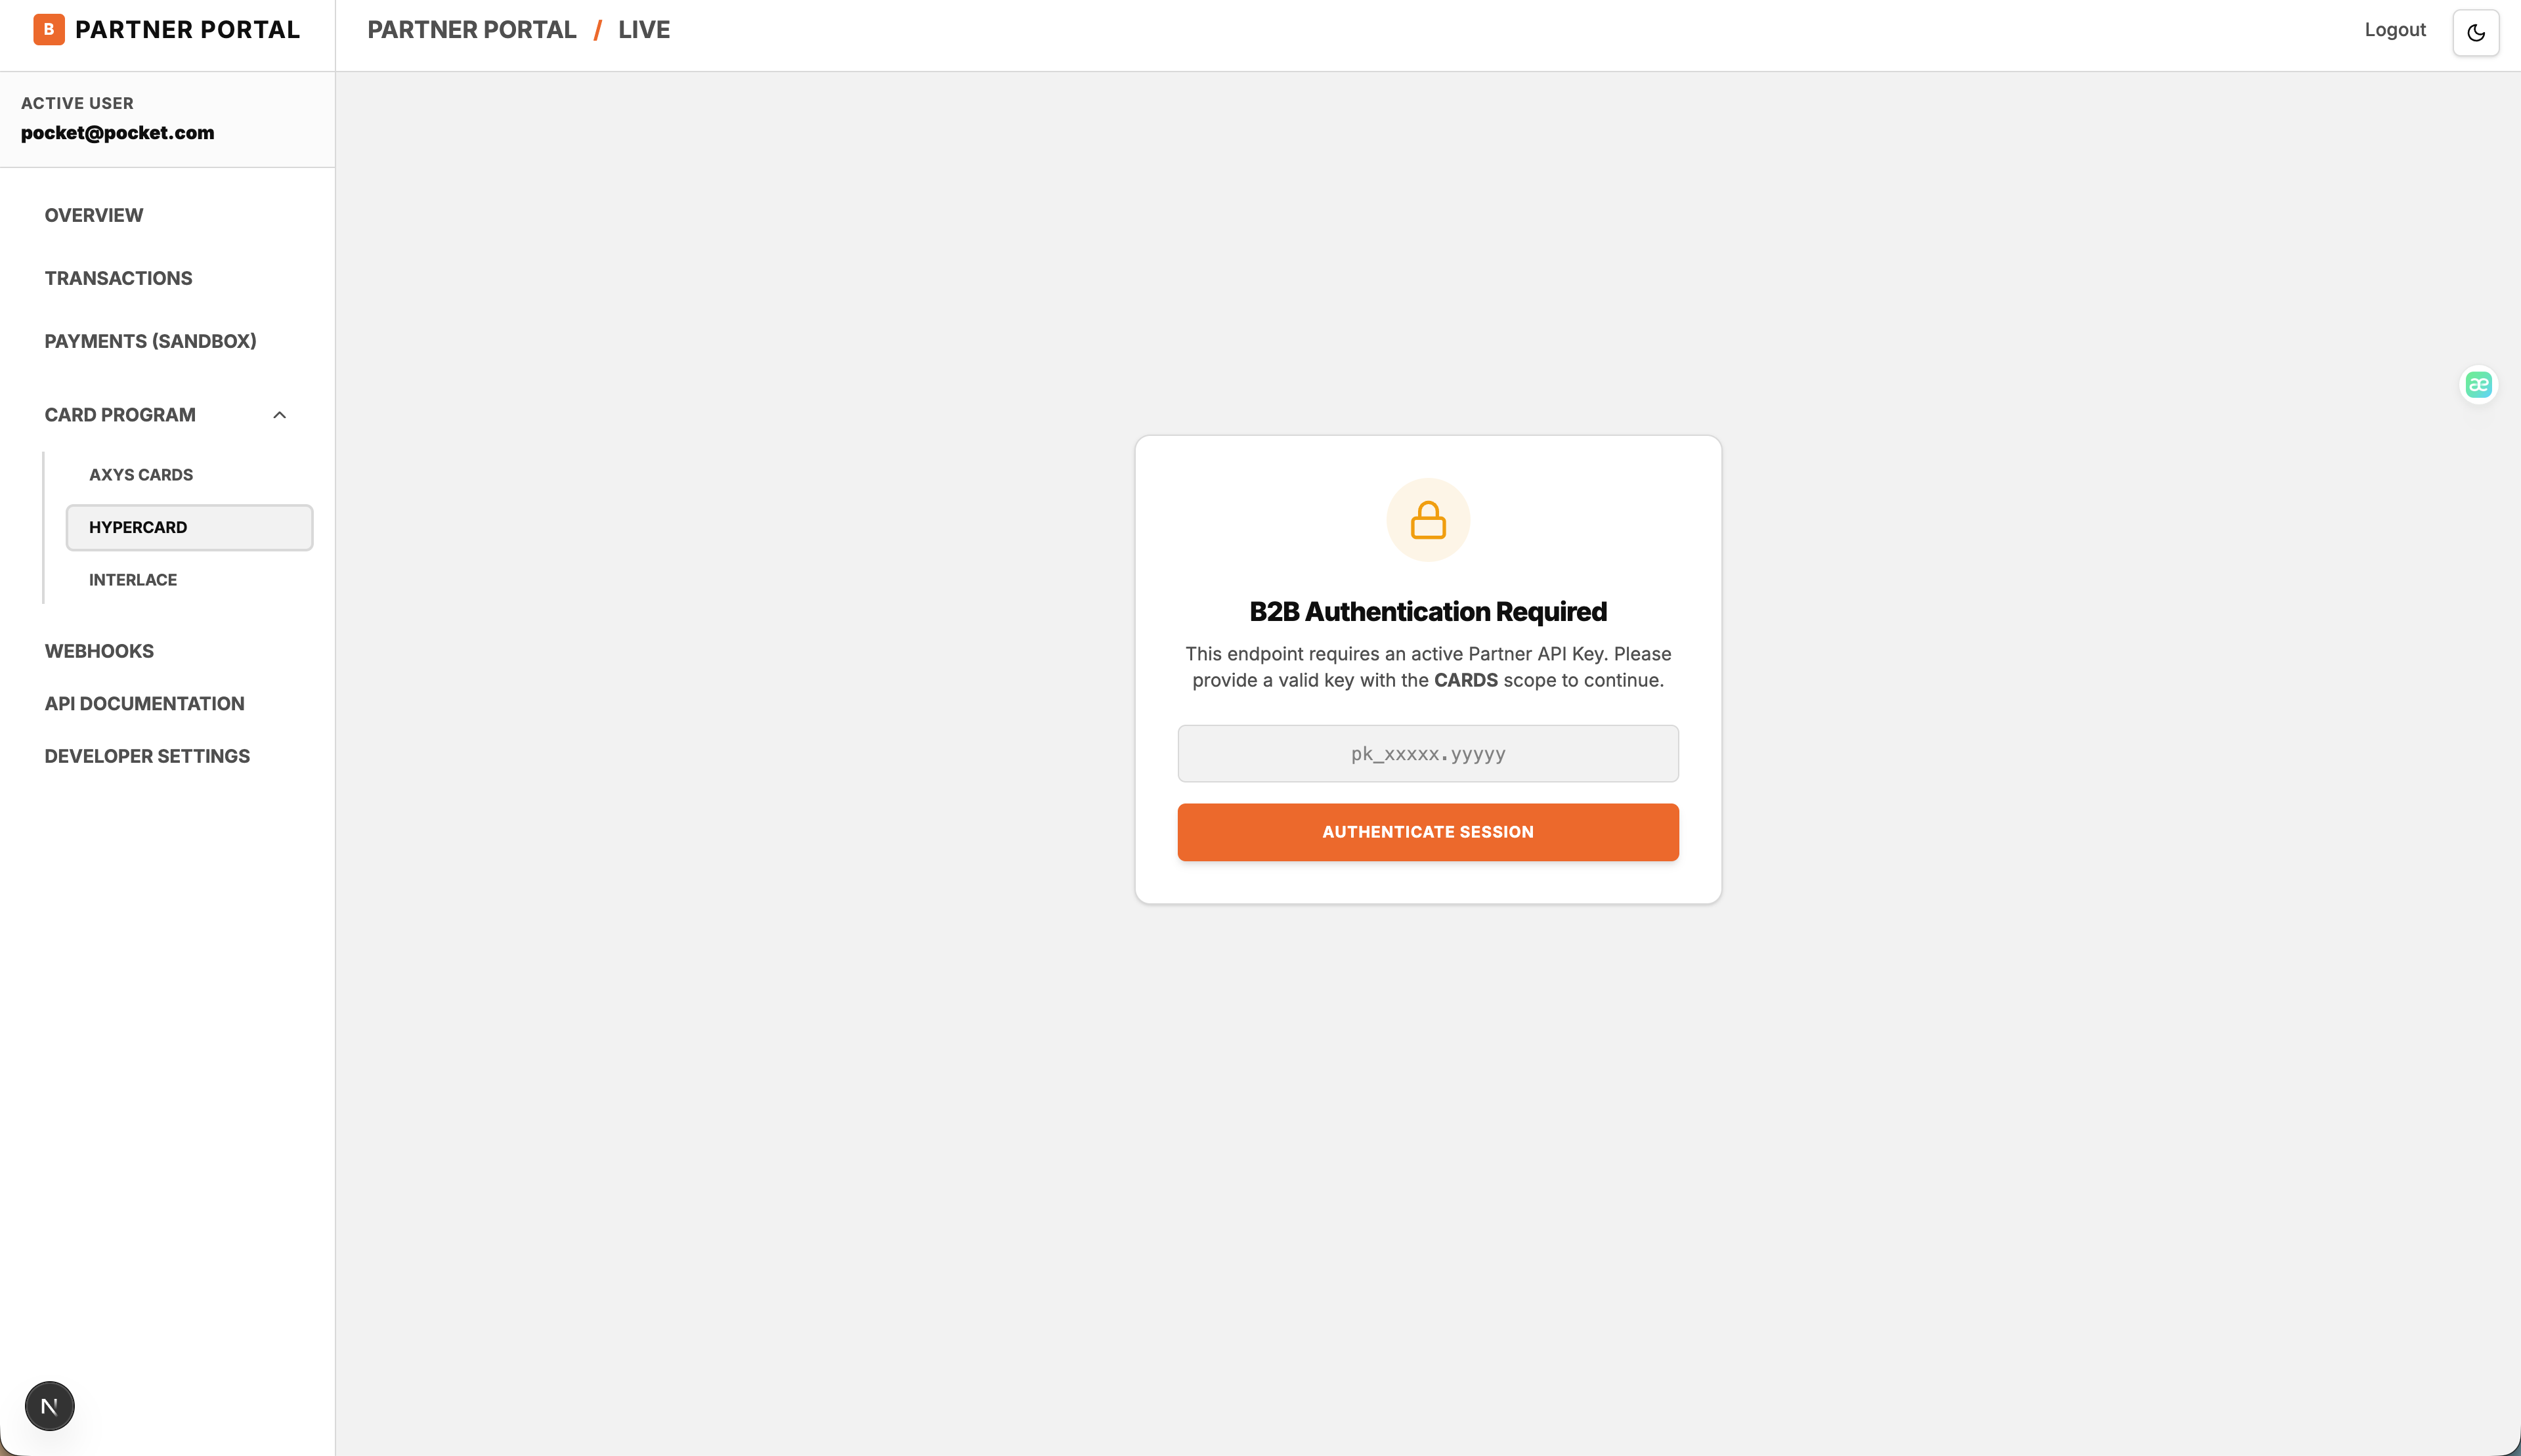 B PARTNER PORTAL
PARTNER PORTAL / LIVE
Logout
ACTIVE USER
pocket@pocket.com
OVERVIEW
TRANSACTIONS
PAYMENTS (SANDBOX)
CARD PROGRAM
AXYS CARDS
HYPERCARD
INTERLACE
WEBHOOKS
API DOCUMENTATION
DEVELOPER SETTINGS
B2B Authentication Required
This endpoint requires an active Partner API Key. Please
provide a valid key with the CARDS scope to continue.
pk_xxxxx.yyyyy
AUTHENTICATE SESSION
æ
N